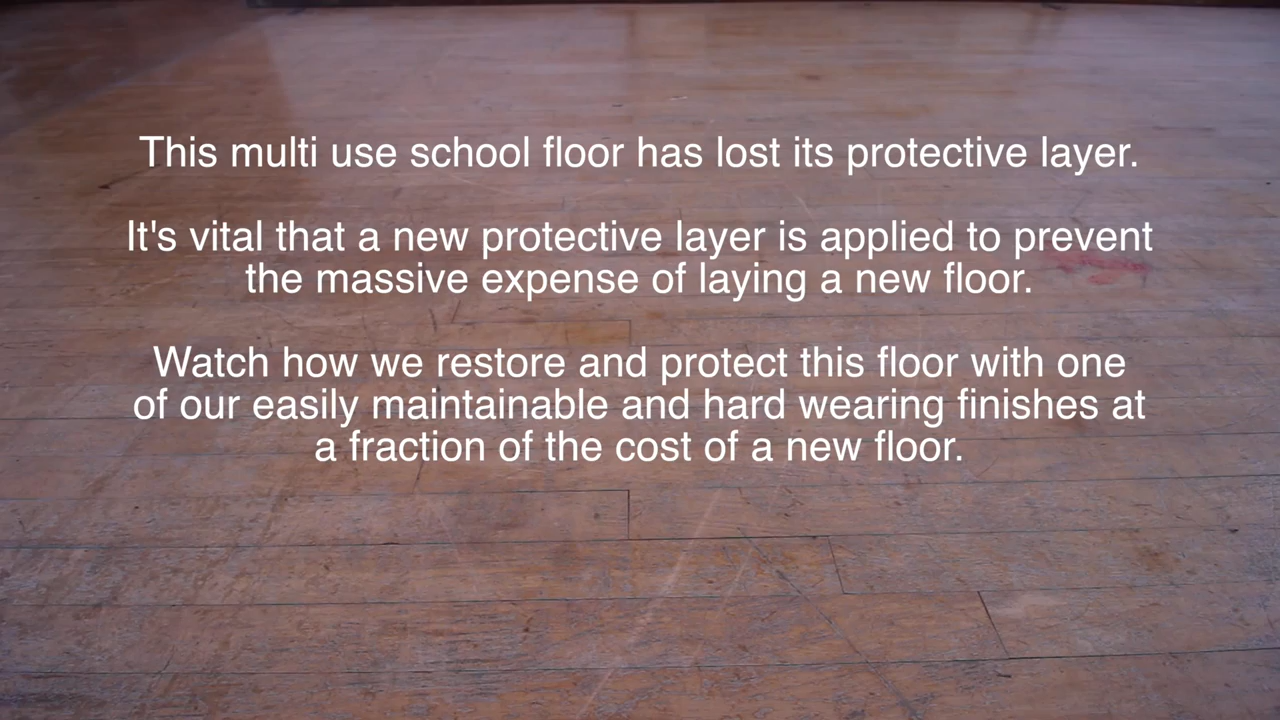 This multi use school floor has lost its protective layer.
It's vital that a new protective layer is applied to prevent
the massive expense of laying a new floor.
Watch how we restore and protect this floor with one
of our easily maintainable and hard wearing finishes at
a fraction of the cost of a new floor.